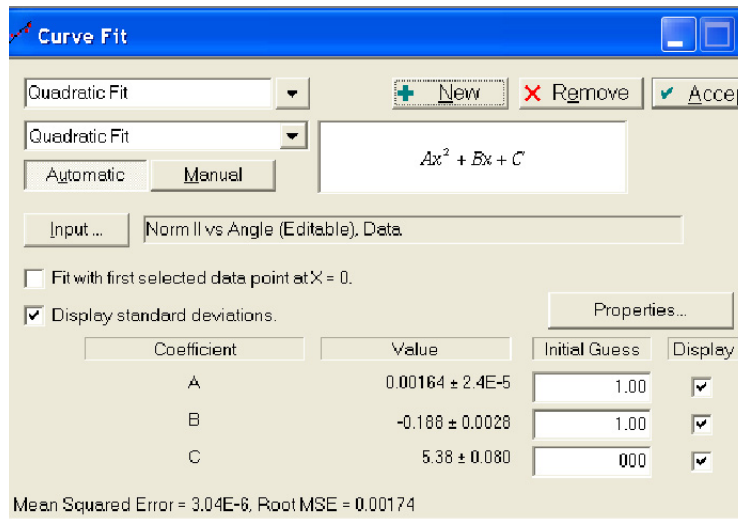 Curve Fit
Quadratic Fit
New Remove
Quadratic Fit
Automatic Manual
Ax² + Bx + C
Input ... Norm II vs Angle (Editable), Data
Fit with first selected data point at X = 0.
Display standard deviations.
Properties...
Coefficient Value Initial Guess Display
A 0.00164 ± 2.4E-5 1.00
B -0.188 ± 0.0028 1.00
C 5.38 ± 0.080 000
Mean Squared Error = 3.04E-6, Root MSE = 0.00174